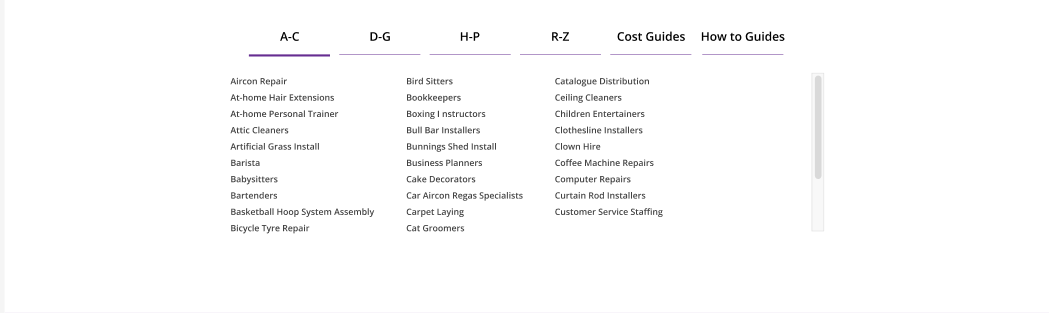 A-C
D-G
H-P
R-Z
Cost Guides
How to Guides
Aircon Repair
At-home Hair Extensions
At-home Personal Trainer
Attic Cleaners
Artificial Grass Install
Barista
Babysitters
Bartenders
Basketball Hoop System Assembly
Bicycle Tyre Repair
Bird Sitters
Bookkeepers
Boxing I nstructors
Bull Bar Installers
Bunnings Shed Install
Business Planners
Cake Decorators
Car Aircon Regas Specialists
Carpet Laying
Cat Groomers
Catalogue Distribution
Ceiling Cleaners
Children Entertainers
Clothesline Installers
Clown Hire
Coffee Machine Repairs
Computer Repairs
Curtain Rod Installers
Customer Service Staffing